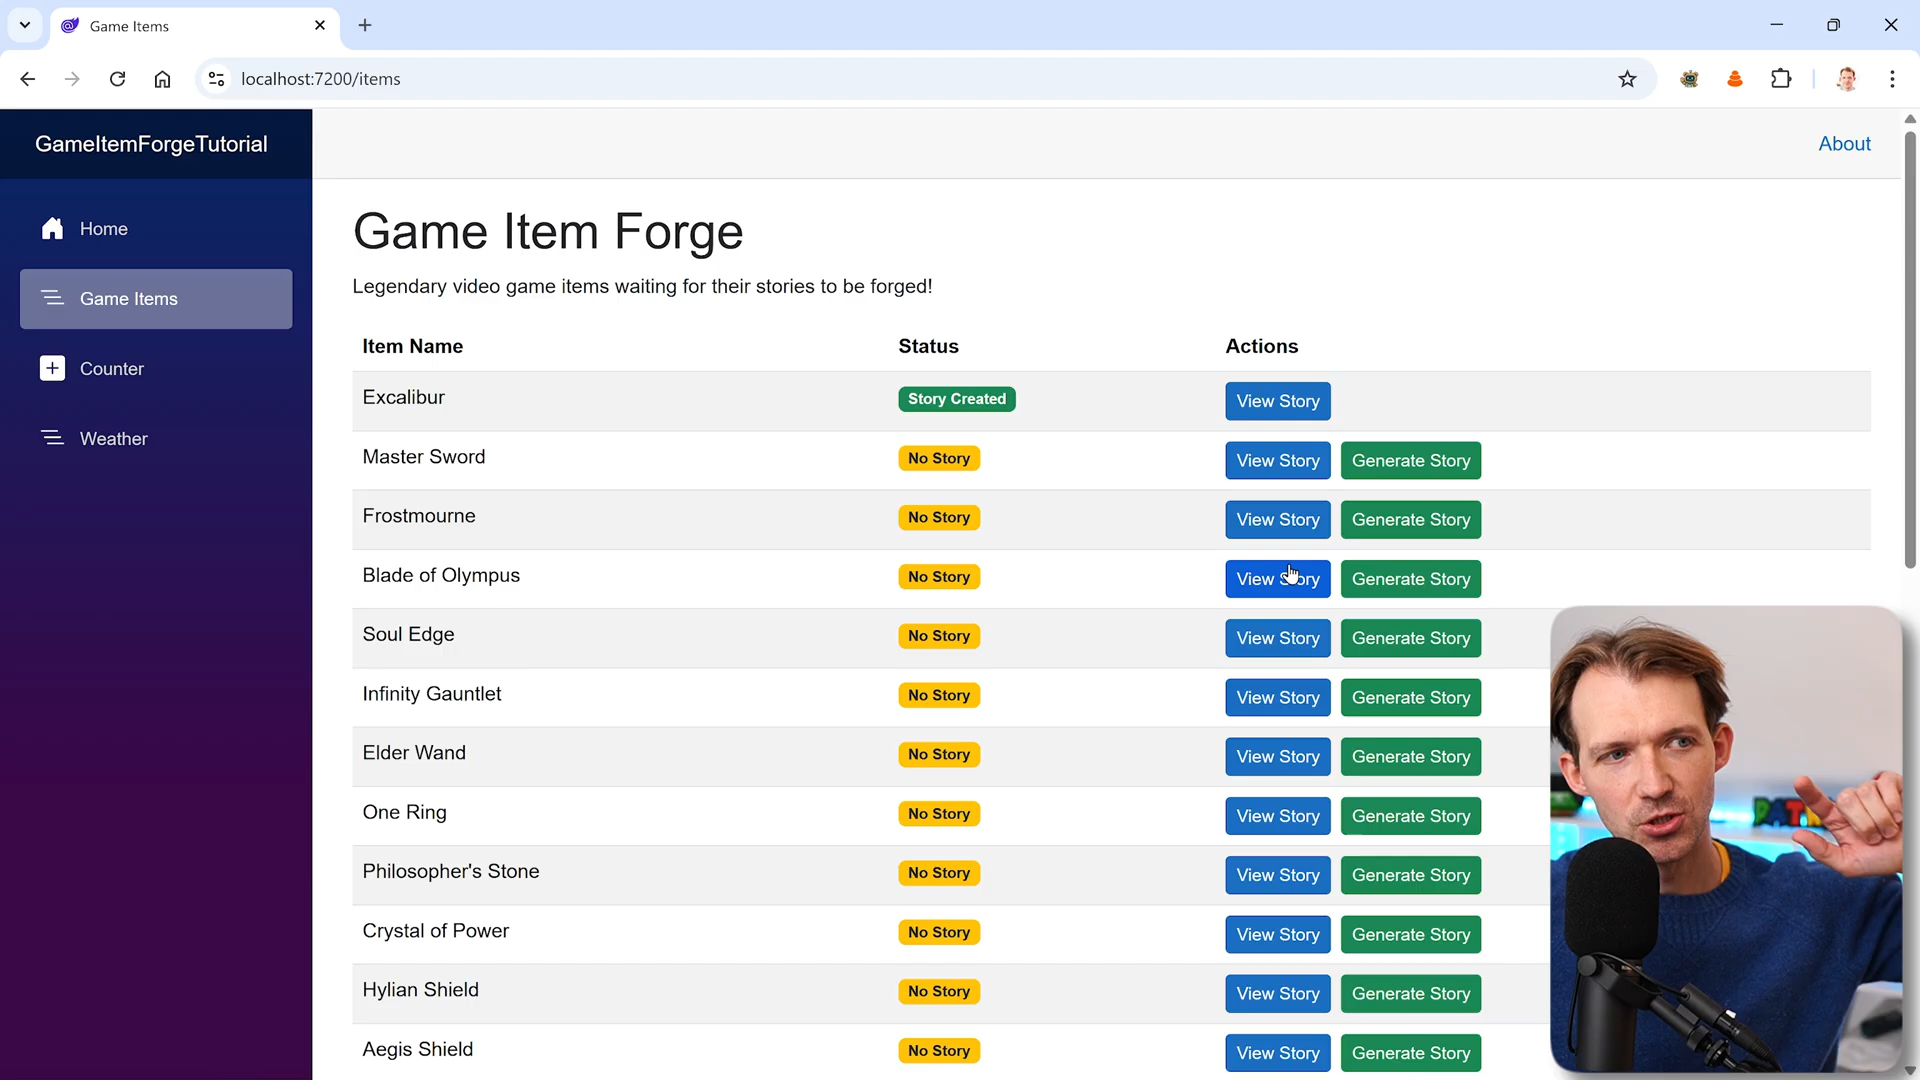 Game Items
localhost:7200/items
GameItemForgeTutorial
About
Home
Game Items
Counter
Weather
Game Item Forge
Legendary video game items waiting for their stories to be forged!
Item Name Status Actions
Excalibur Story Created View Story
Master Sword No Story View Story Generate Story
Frostmourne No Story View Story Generate Story
Blade of Olympus No Story View Story Generate Story
Soul Edge No Story View Story Generate Story
Infinity Gauntlet No Story View Story Generate Story
Elder Wand No Story View Story Generate Story
One Ring No Story View Story Generate Story
Philosopher's Stone No Story View Story Generate Story
Crystal of Power No Story View Story Generate Story
Hylian Shield No Story View Story Generate Story
Aegis Shield No Story View Story Generate Story